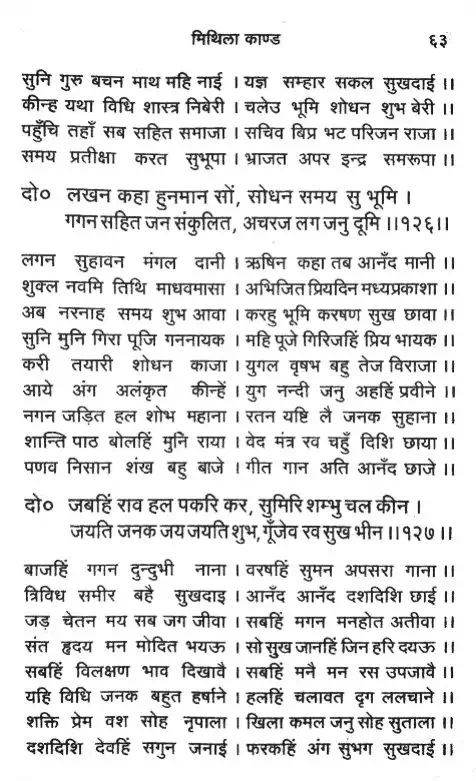 मिथिला काण्ड ६३
सुनि गुरु बचन माथ महि नाई । यज्ञ सम्हार सकल सुखदाई ।।
कीन्ह यथा विधि शास्त्र निबेरी । चलेउ भूमि शोधन शुभ बेरी ।।
पहुँचि तहाँ सब सहित समाजा । सचिव बिप्र भट परिजन राजा ।।
समय प्रतीक्षा करत सुभूपा । भ्राजत अपर इन्द्र समरूपा ।।
दो० लखन कहा हुनमान सों, सोधन समय सु भूमि ।
गगन सहित जन संकुलित, अचरज लग जनु दूमि ।।१२६।।
लगन सुहावन मंगल दानी । ऋषिन कहा तब आनँद मानी ।।
शुक्ल नवमि तिथि माधवमासा । अभिजित प्रियदिन मध्यप्रकाशा ।।
अब नरनाह समय शुभ आवा । करहु भूमि करषण सुख छावा ।।
सुनि मुनि गिरा पूजि गननायक । महि पूजे गिरिजहिं प्रिय भायक ।।
करी तयारी शोधन काजा । युगल वृषभ बहु तेज विराजा ।।
आये अंग अलंकृत कीन्हें । युग नन्दी जनु अहहिं प्रवीने ।।
नगन जड़ित हल शोभ महाना । रतन यष्टि लै जनक सुहाना ।।
शान्ति पाठ बोलहिं मुनि राया । वेद मंत्र रव चहुँ दिशि छाया ।।
पणव निसान शंख बहु बाजे । गीत गान अति आनँद छाजे ।।
दो० जबहिं राव हल पकरि कर, सुमिरि शम्भु चल कीन ।
जयति जनक जय जयति शुभ, गूँजेव रव सुख भीन ।।१२७।।
बाजहिं गगन दुन्दुभी नाना । वरषहिं सुमन अपसरा गाना ।।
त्रिविध समीर बहै सुखदाइ । आनँद आनँद दशदिशि छाई ।।
जड़ चेतन मय सब जग जीवा । सबहिं मगन मनहोत अतीवा ।।
संत हृदय मन मोदित भयऊ । सो सुख जानहिं जिन हरि दयऊ ।।
सबहिं विलक्षण भाव दिखावै । सबहिं मनै मन रस उपजावै ।।
यहि विधि जनक बहुत हर्षाने । हलहिं चलावत दृग ललचाने ।।
शक्ति प्रेम वश सोह नृपाला । खिला कमल जनु सोह सुताला ।।
दशदिशि देवहिं सगुन जनाई । फरकहिं अंग सुभग सुखदाई ।।